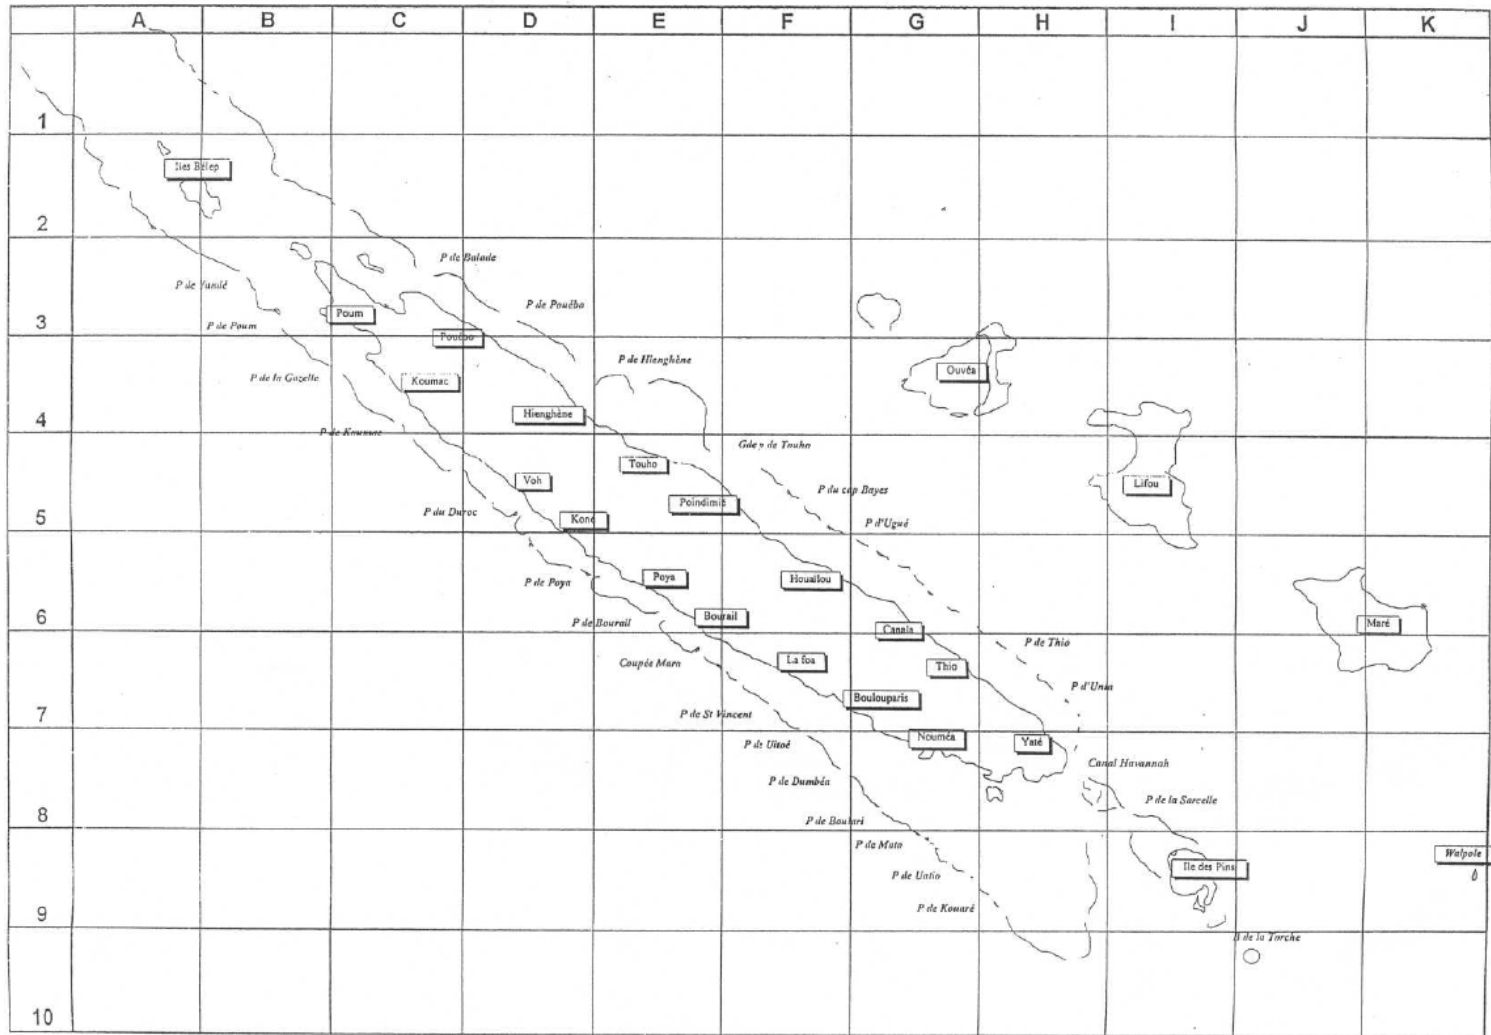 A B C D E F G H I J K
1
Iles Bélep
2
P de Balade
P de Yandé
P de Pouébo
Poum
P de Poum
3
Pouébo
P de Hienghène
Ouvéa
P de la Gazelle
Koumac
Hienghène
4
P de Koumac
Gde p de Touho
Touho
Voh
Lifou
P du cap Bayes
Poindimié
P du Duroc
Koné
5
P d'Ugué
Poya
Houaïlou
P de Poya
6
Bourail
P de Bourail
Canala
Maré
P de Thio
Coupée Mara
La foa
Thio
P d'Unia
Boulouparis
7
P de St Vincent
Nouméa
Yaté
P de Uitoé
Canal Havannah
P de Dumbéa
P de la Sarcelle
8
P de Boulari
P de Mato
Walpole
Ile des Pins
P de Uatio
9
P de Kouaré
B de la Torche
10